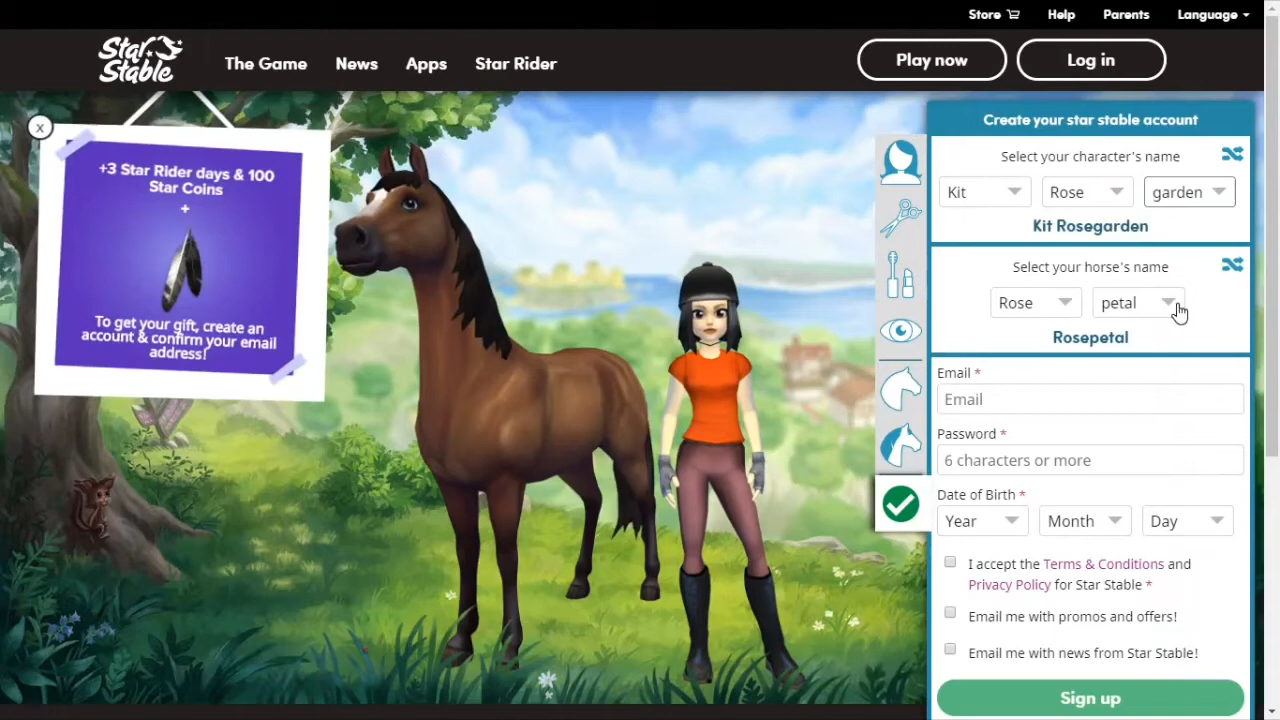 Store
Help
Parents
Language
Star Stable
The Game
News
Apps
Star Rider
Play now
Log in
x
+3 Star Rider days & 100
Star Coins
+
To get your gift, create an
account & confirm your email
address!
Create your star stable account
Select your character's name
Kit
Rose
garden
Kit Rosegarden
Select your horse's name
Rose
petal
Rosepetal
Email *
Email
Password *
6 characters or more
Date of Birth *
Year
Month
Day
I accept the Terms & Conditions and
Privacy Policy for Star Stable *
Email me with promos and offers!
Email me with news from Star Stable!
Sign up